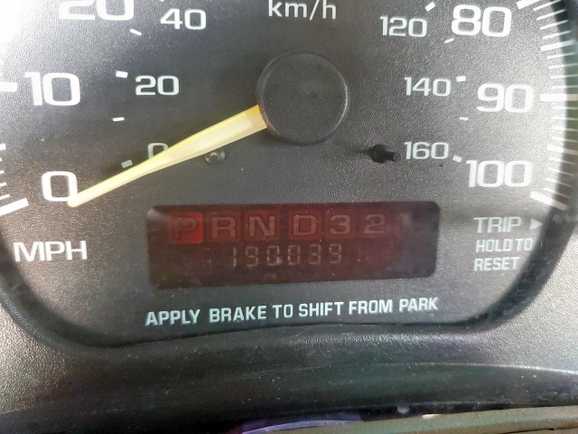 20 40 km/h 120 80
10 20 140 90
0 0 160 100
PRND32
190039
MPH
TRIP
HOLD TO
RESET
APPLY BRAKE TO SHIFT FROM PARK